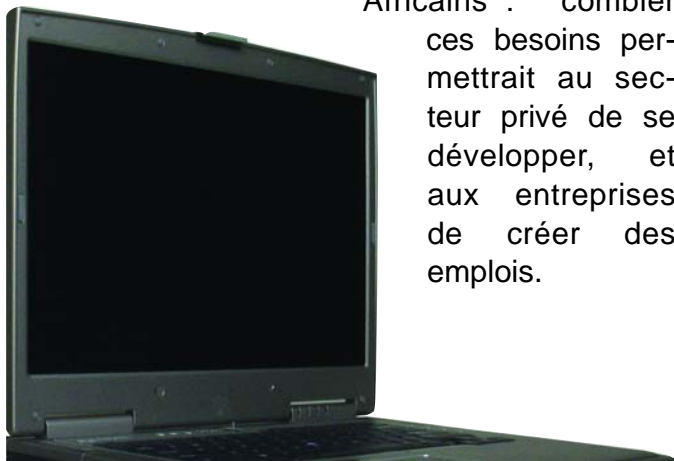 Africains : combler
ces besoins per-
mettrait au sec-
teur privé de se
développer, et
aux entreprises
de créer des
emplois.